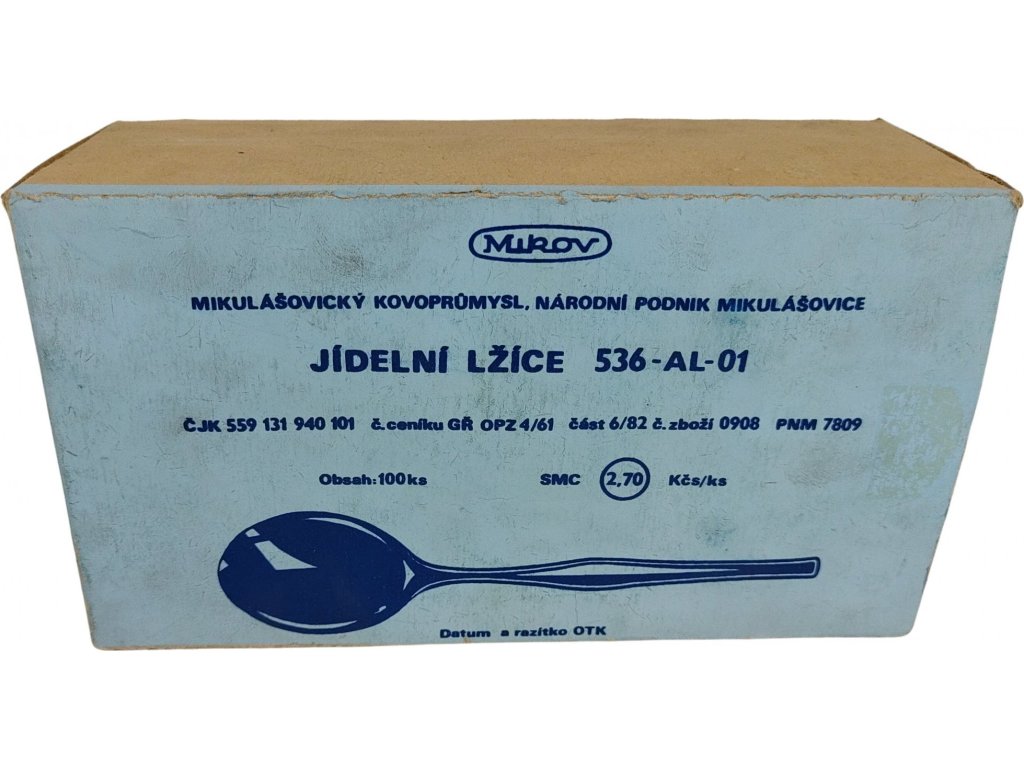 Mikov
MIKULÁŠOVICKÝ KOVOPRŮMYSL, NÁRODNÍ PODNIK MIKULÁŠOVICE
JÍDELNÍ LŽÍCE 536-AL-01
ČJK 559 131 940 101 č.ceníku GŘ OPZ 4/61 část 6/82 č.zboží 0908 PNM 7809
Obsah: 100ks SMC 2,70 Kčs/ks
Datum a razítko OTK